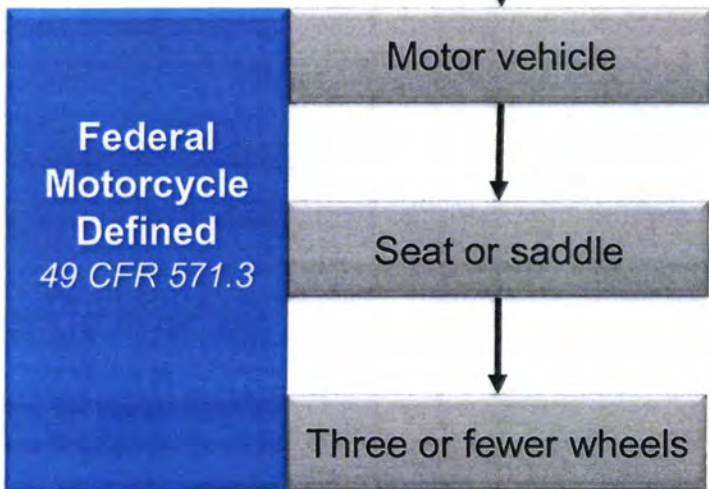 Federal
Motorcycle
Defined
49 CFR 571.3
Motor vehicle
Seat or saddle
Three or fewer wheels